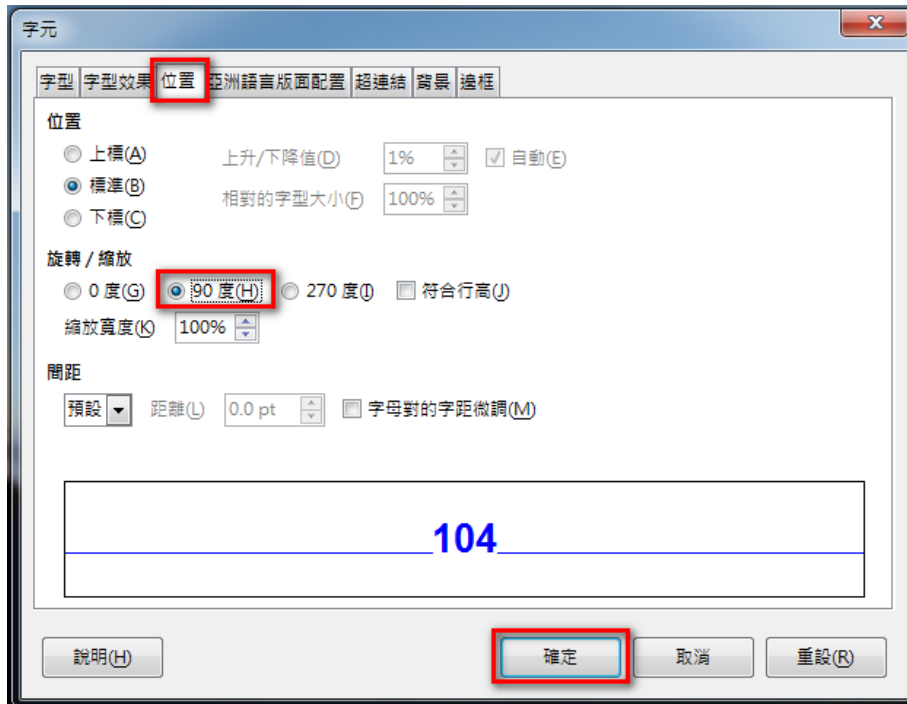 字元
字型 字型效果 位置 亞洲語言版面配置 超連結 背景 邊框
位置
上標(A) 上升/下降值(D) 1% 自動(E)
標準(B) 相對的字型大小(F) 100%
下標(C)
旋轉 / 縮放
0 度(G) 90 度(H) 270 度(I) 符合行高(J)
縮放寬度(K) 100%
間距
預設 距離(L) 0.0 pt 字母對的字距微調(M)
104
說明(H) 確定 取消 重設(R)